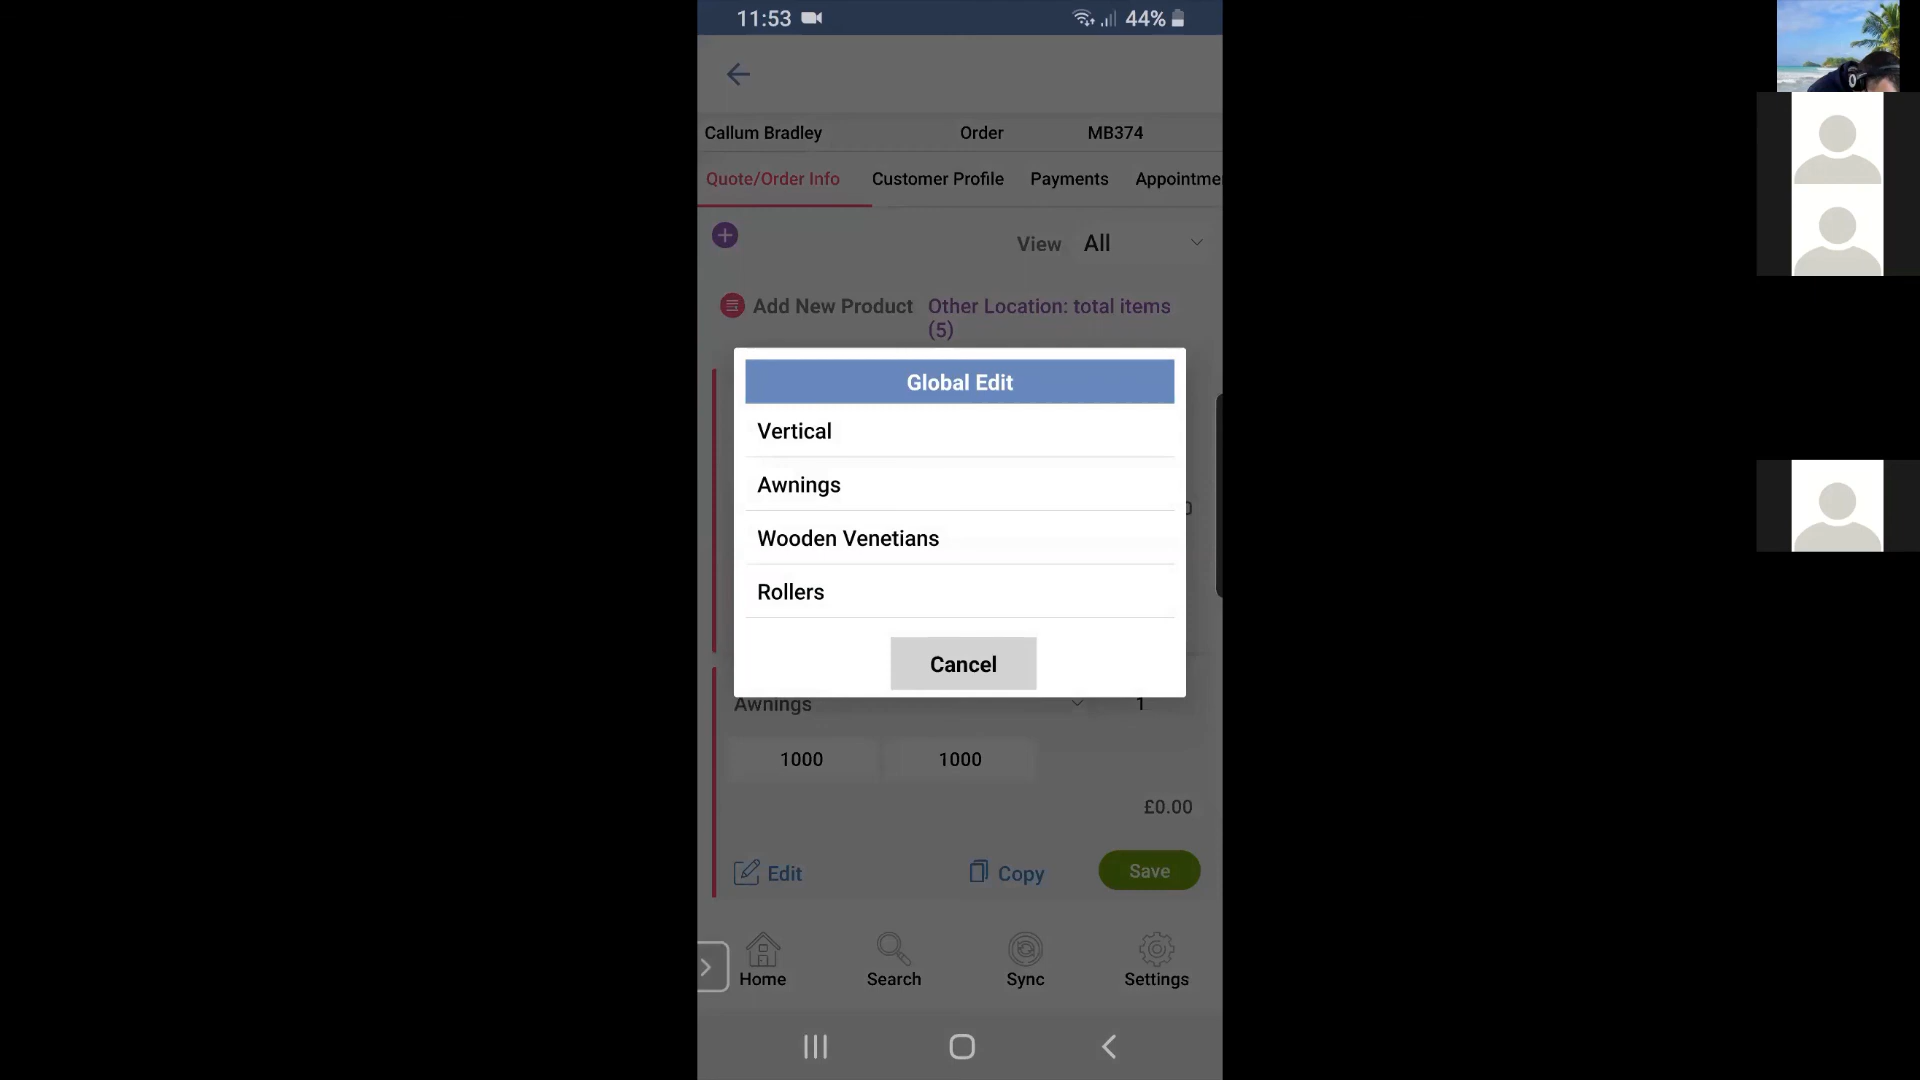 11:53
44%
Callum Bradley Order MB374
Quote/Order Info Customer Profile Payments Appointme
View All
Add New Product Other Location: total items
(5)
Global Edit
Vertical
Awnings
Wooden Venetians
Rollers
Cancel
Awnings 1
1000 1000
£0.00
Edit Copy Save
Home Search Sync Settings